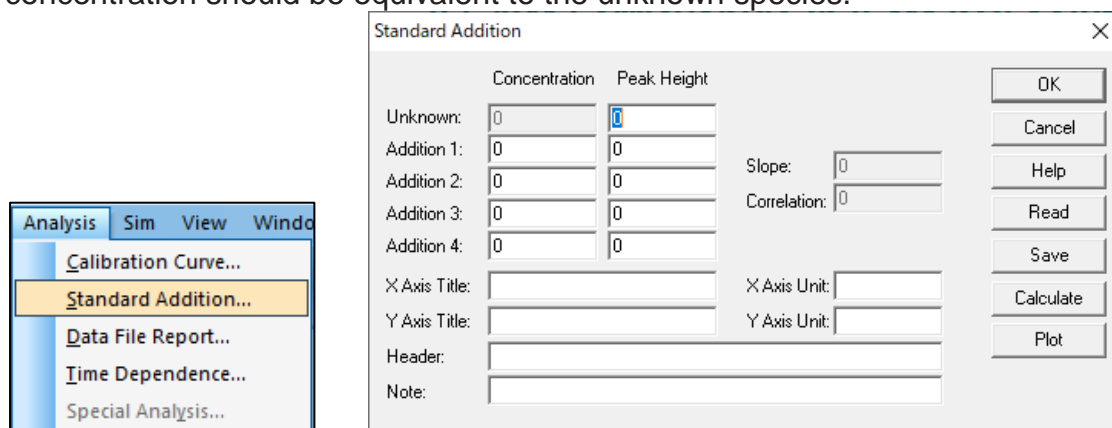 concentration should be equivalent to the unknown species.
Analysis Sim View Windo
Calibration Curve...
Standard Addition...
Data File Report...
Time Dependence...
Special Analysis...
Standard Addition
Concentration Peak Height
Unknown: 0 0
Addition 1: 0 0
Addition 2: 0 0
Addition 3: 0 0
Addition 4: 0 0
Slope: 0
Correlation: 0
X Axis Title: X Axis Unit:
Y Axis Title: Y Axis Unit:
Header:
Note:
OK
Cancel
Help
Read
Save
Calculate
Plot